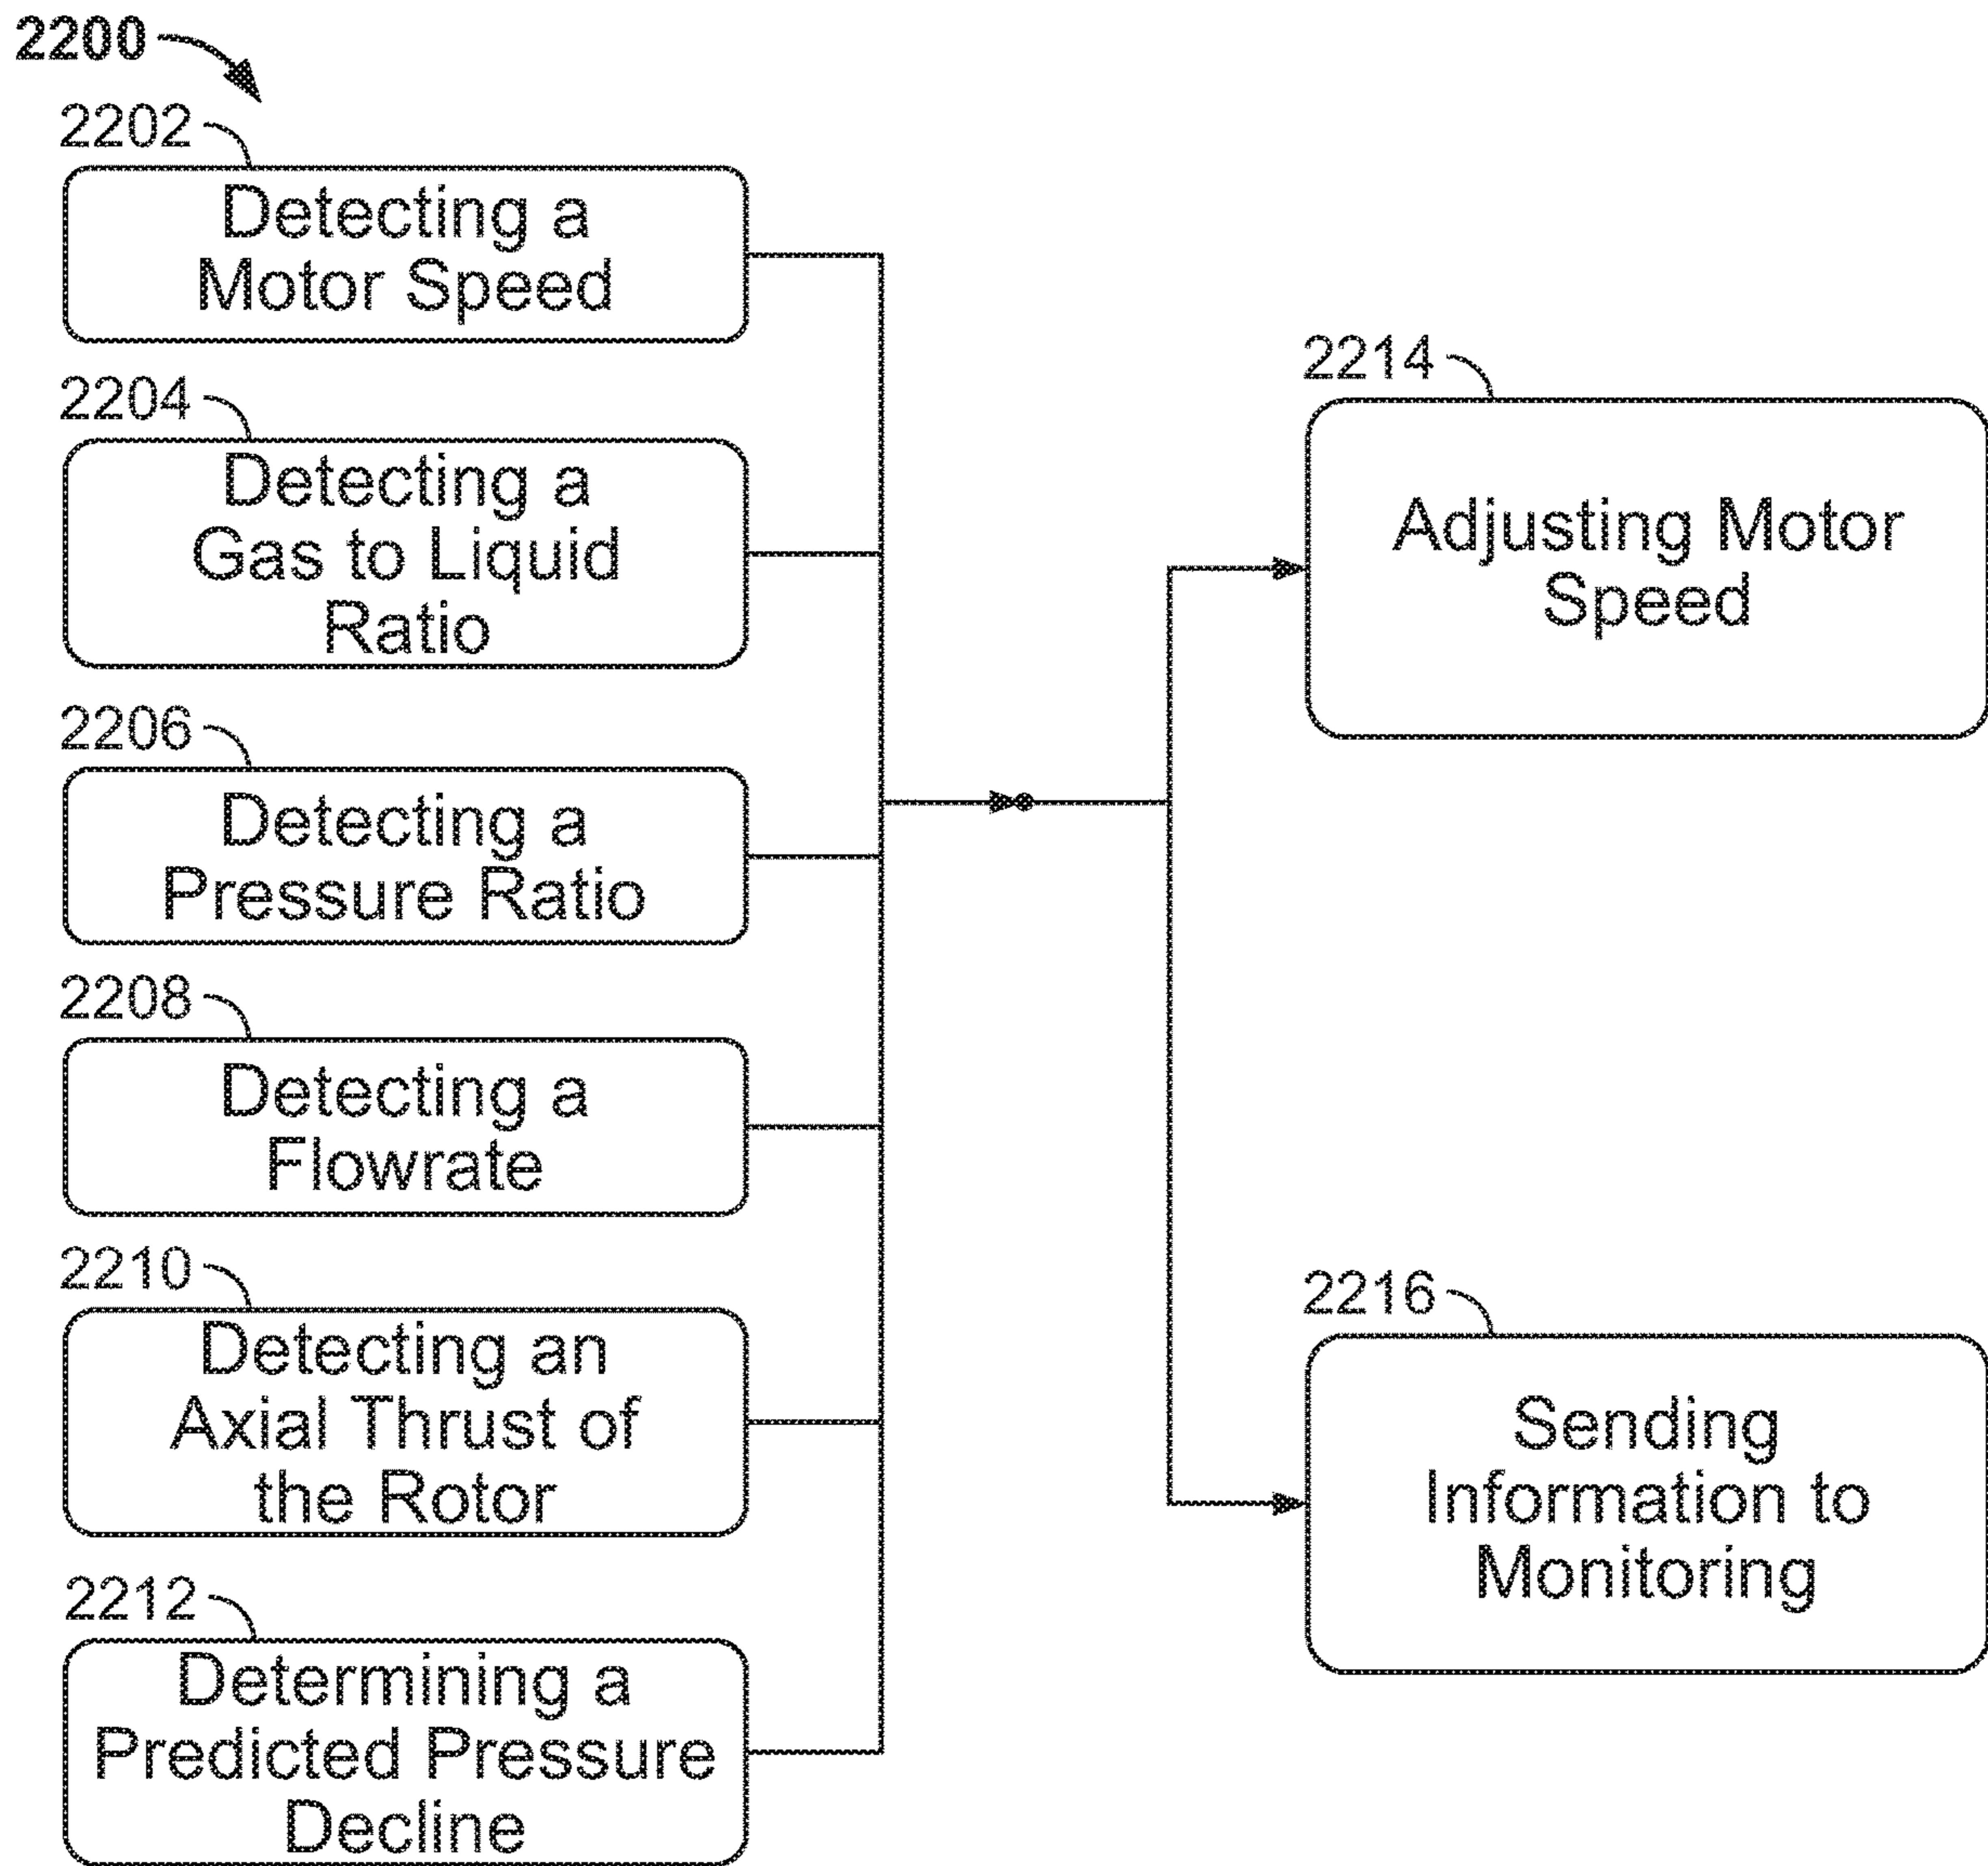 2200
2202
Detecting a
Motor Speed
2204
Detecting a
Gas to Liquid
Ratio
2206
Detecting a
Pressure Ratio
2208
Detecting a
Flowrate
2210
Detecting an
Axial Thrust of
the Rotor
2212
Determining a
Predicted Pressure
Decline
2214
Adjusting Motor
Speed
2216
Sending
Information to
Monitoring